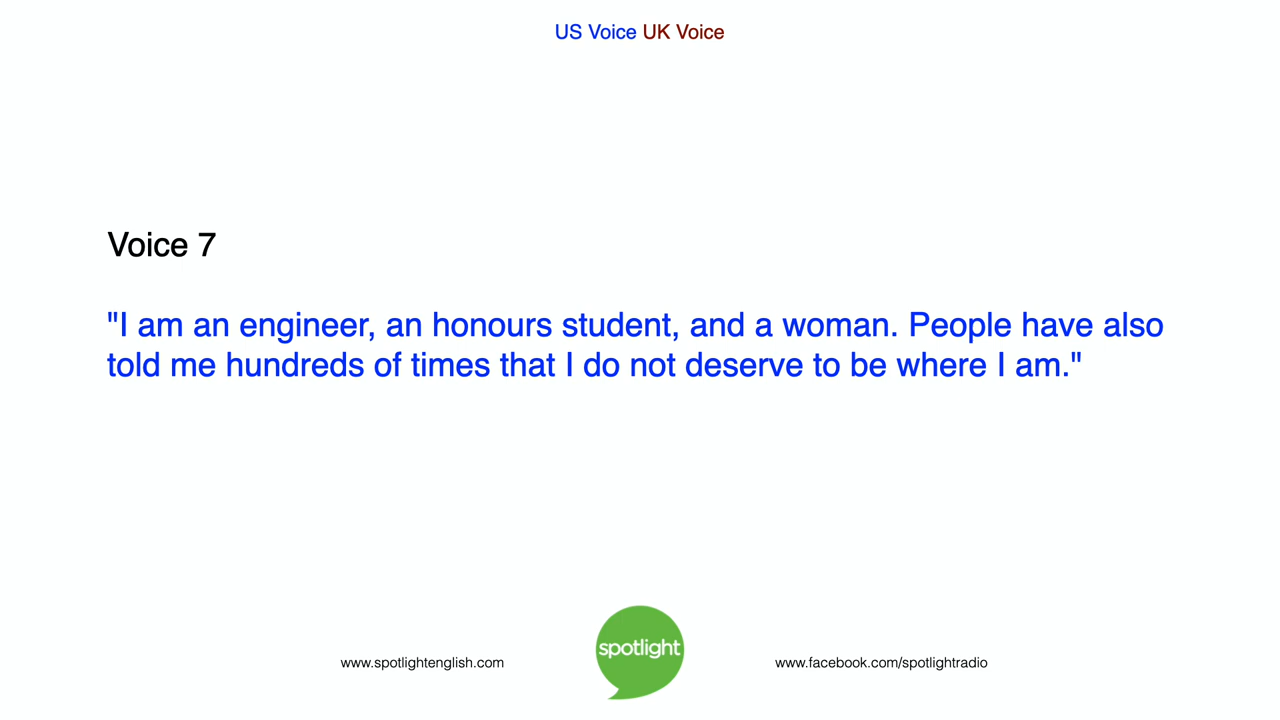 US Voice UK Voice
Voice 7
"I am an engineer, an honours student, and a woman. People have also
told me hundreds of times that I do not deserve to be where I am."
www.spotlightenglish.com
spotlight
www.facebook.com/spotlightradio